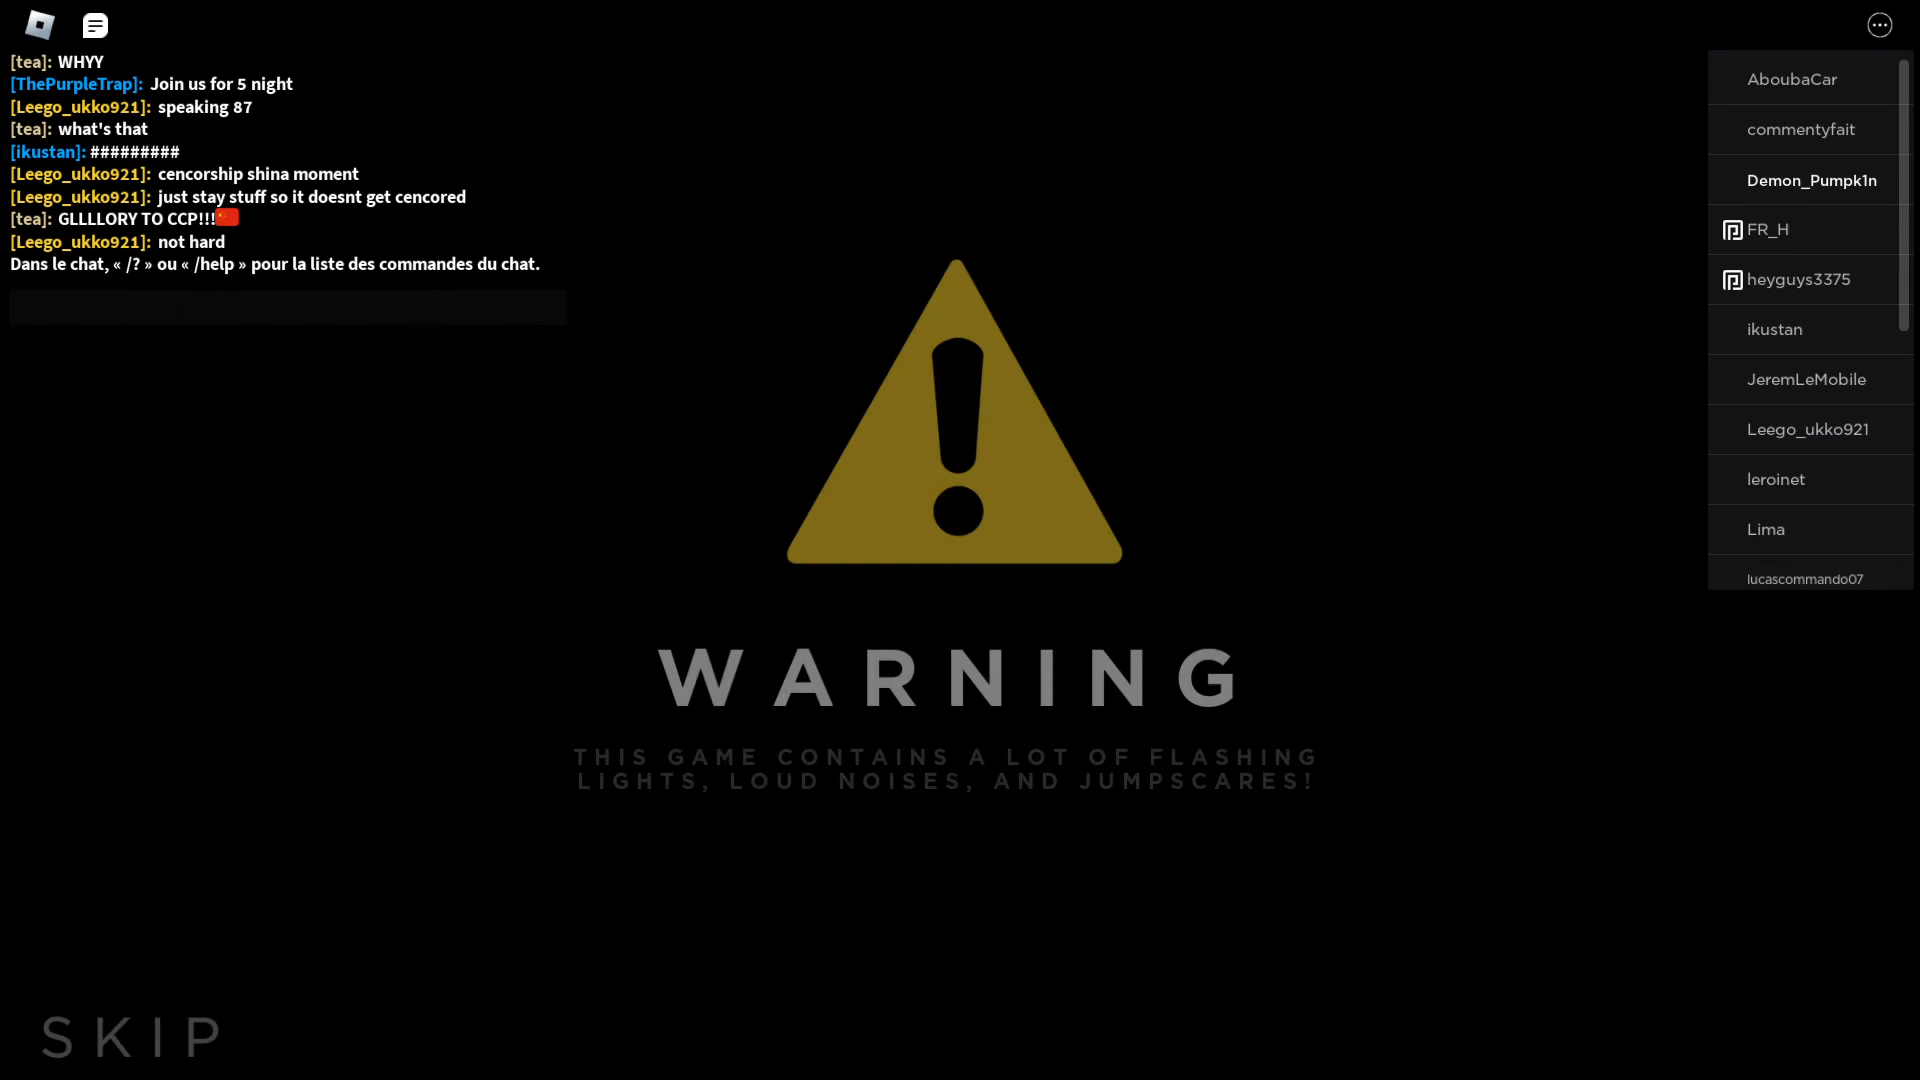 [tea]: WHYY
[ThePurpleTrap]: Join us for 5 night
[Leego_ukko921]: speaking 87
[tea]: what's that
[ikustan]: #########
[Leego_ukko921]: cencorship shina moment
[Leego_ukko921]: just stay stuff so it doesnt get cencored
[tea]: GLLLLORY TO CCP!!!🇨🇳
[Leego_ukko921]: not hard
Dans le chat, « /? » ou « /help » pour la liste des commandes du chat.
AboubaCar
commentyfait
Demon_Pumpk1n
FR_H
heyguys3375
ikustan
JeremLeMobile
Leego_ukko921
leroinet
Lima
lucascommando07
WARNING
THIS GAME CONTAINS A LOT OF FLASHING
LIGHTS, LOUD NOISES, AND JUMPSCARES!
SKIP